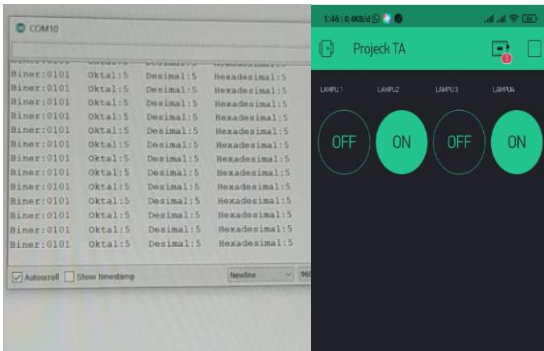 COM10
Biner:0101 Oktal:5 Desimal:5 Hexadesimal:5
Biner:0101 Oktal:5 Desimal:5 Hexadesimal:5
Biner:0101 Oktal:5 Desimal:5 Hexadesimal:5
Biner:0101 Oktal:5 Desimal:5 Hexadesimal:5
Biner:0101 Oktal:5 Desimal:5 Hexadesimal:5
Biner:0101 Oktal:5 Desimal:5 Hexadesimal:5
Biner:0101 Oktal:5 Desimal:5 Hexadesimal:5
Biner:0101 Oktal:5 Desimal:5 Hexadesimal:5
Biner:0101 Oktal:5 Desimal:5 Hexadesimal:5
Biner:0101 Oktal:5 Desimal:5 Hexadesimal:5
Biner:0101 Oktal:5 Desimal:5 Hexadesimal:5
Biner:0101 Oktal:5 Desimal:5 Hexadesimal:5
Biner:0101 Oktal:5 Desimal:5 Hexadesimal:5
Autoscroll Show timestamp Newline
1:46 | 0,4KB/d
Projeck TA
LAMPU 1 LAMPU2 LAMPU 3 LAMPU4
OFF ON OFF ON